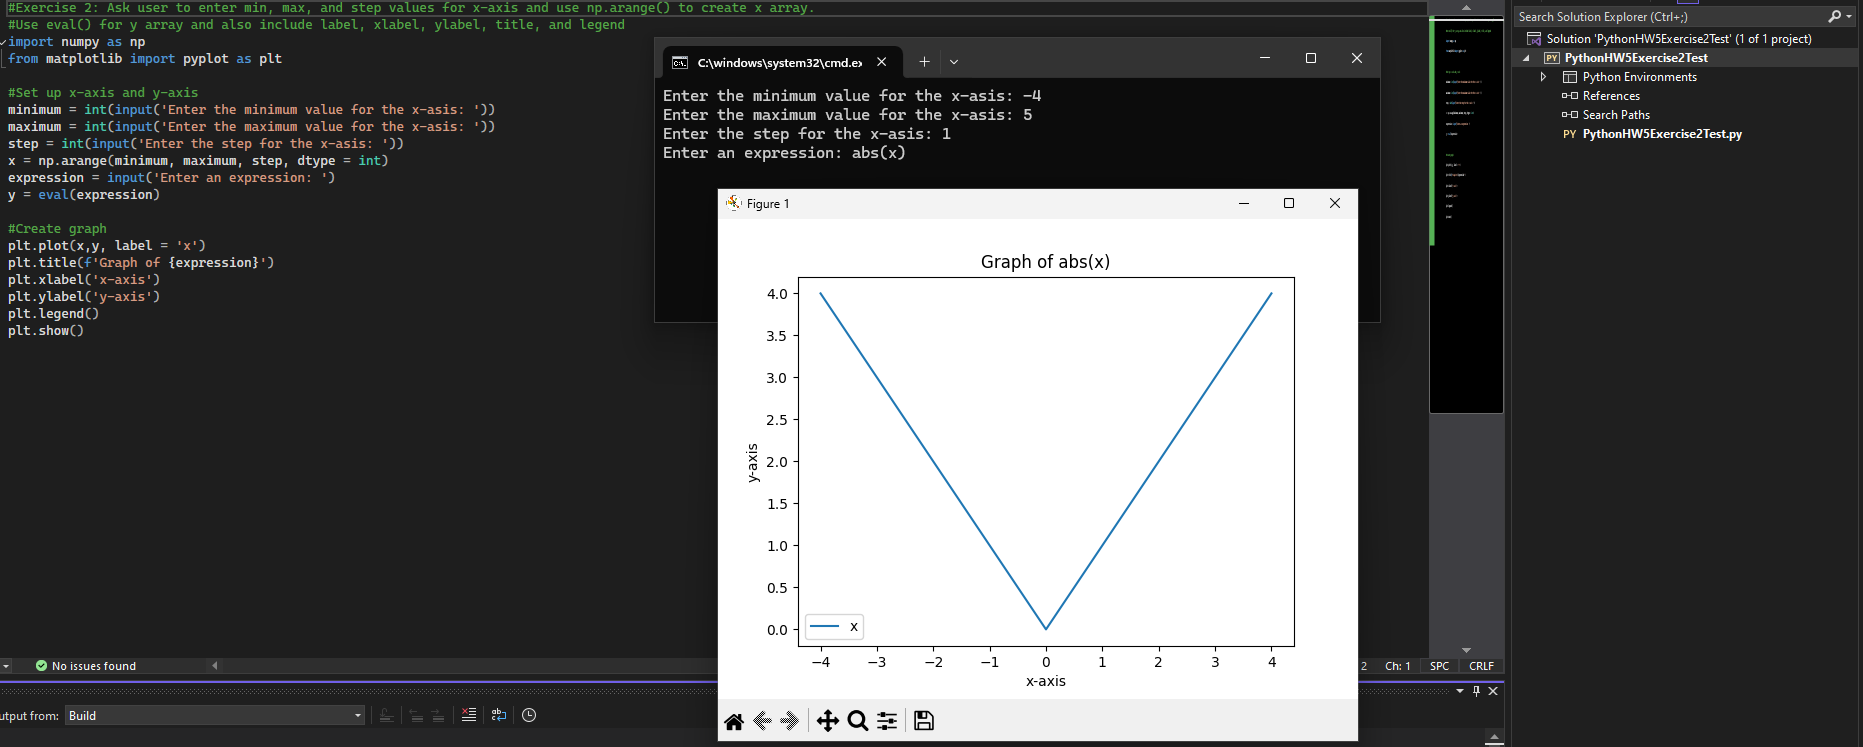 #Exercise 2: Ask user to enter min, max, and step values for x-axis and use np.arange() to create x array.
#Use eval() for y array and also include label, xlabel, ylabel, title, and legend
import numpy as np
from matplotlib import pyplot as plt
#Set up x-axis and y-axis
minimum = int(input('Enter the minimum value for the x-asis: '))
maximum = int(input('Enter the maximum value for the x-asis: '))
step = int(input('Enter the step for the x-asis: '))
x = np.arange(minimum, maximum, step, dtype = int)
expression = input('Enter an expression: ')
y = eval(expression)
#Create graph
plt.plot(x,y, label = 'x')
plt.title(f'Graph of {expression}')
plt.xlabel('x-axis')
plt.ylabel('y-axis')
plt.legend()
plt.show()
No issues found
2 Ch: 1 SPC CRLF
utput from: Build
C:\windows\system32\cmd.ex
Enter the minimum value for the x-asis: -4
Enter the maximum value for the x-asis: 5
Enter the step for the x-asis: 1
Enter an expression: abs(x)
Figure 1
Graph of abs(x)
4.0
3.5
3.0
2.5
2.0
1.5
1.0
0.5
0.0
y-axis
x
−4 −3 −2 −1 0 1 2 3 4
x-axis
Search Solution Explorer (Ctrl+;)
Solution 'PythonHW5Exercise2Test' (1 of 1 project)
PY PythonHW5Exercise2Test
Python Environments
References
Search Paths
PY PythonHW5Exercise2Test.py